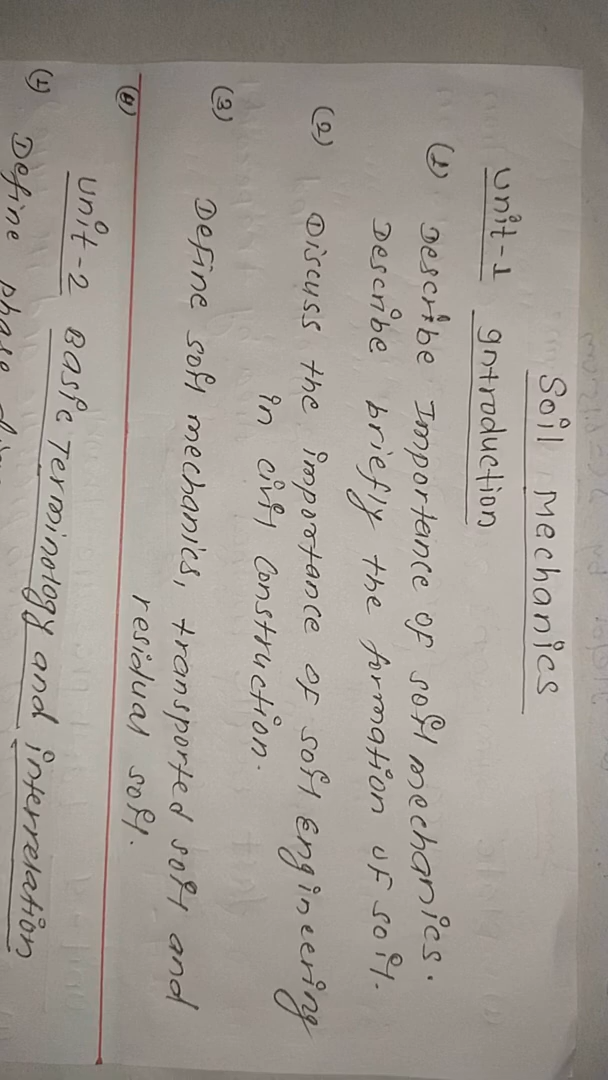 Soil Mechanics
Unit-1 Introduction
(1) Describe Importance of soil mechanics.
Describe briefly the formation of soil.
(2) Discuss the importance of soil engineering
in civil construction.
(3) Define soil mechanics, transported soil and
residual soil.
Unit-2 Basic Terminology and interrelation
(1) Define phase